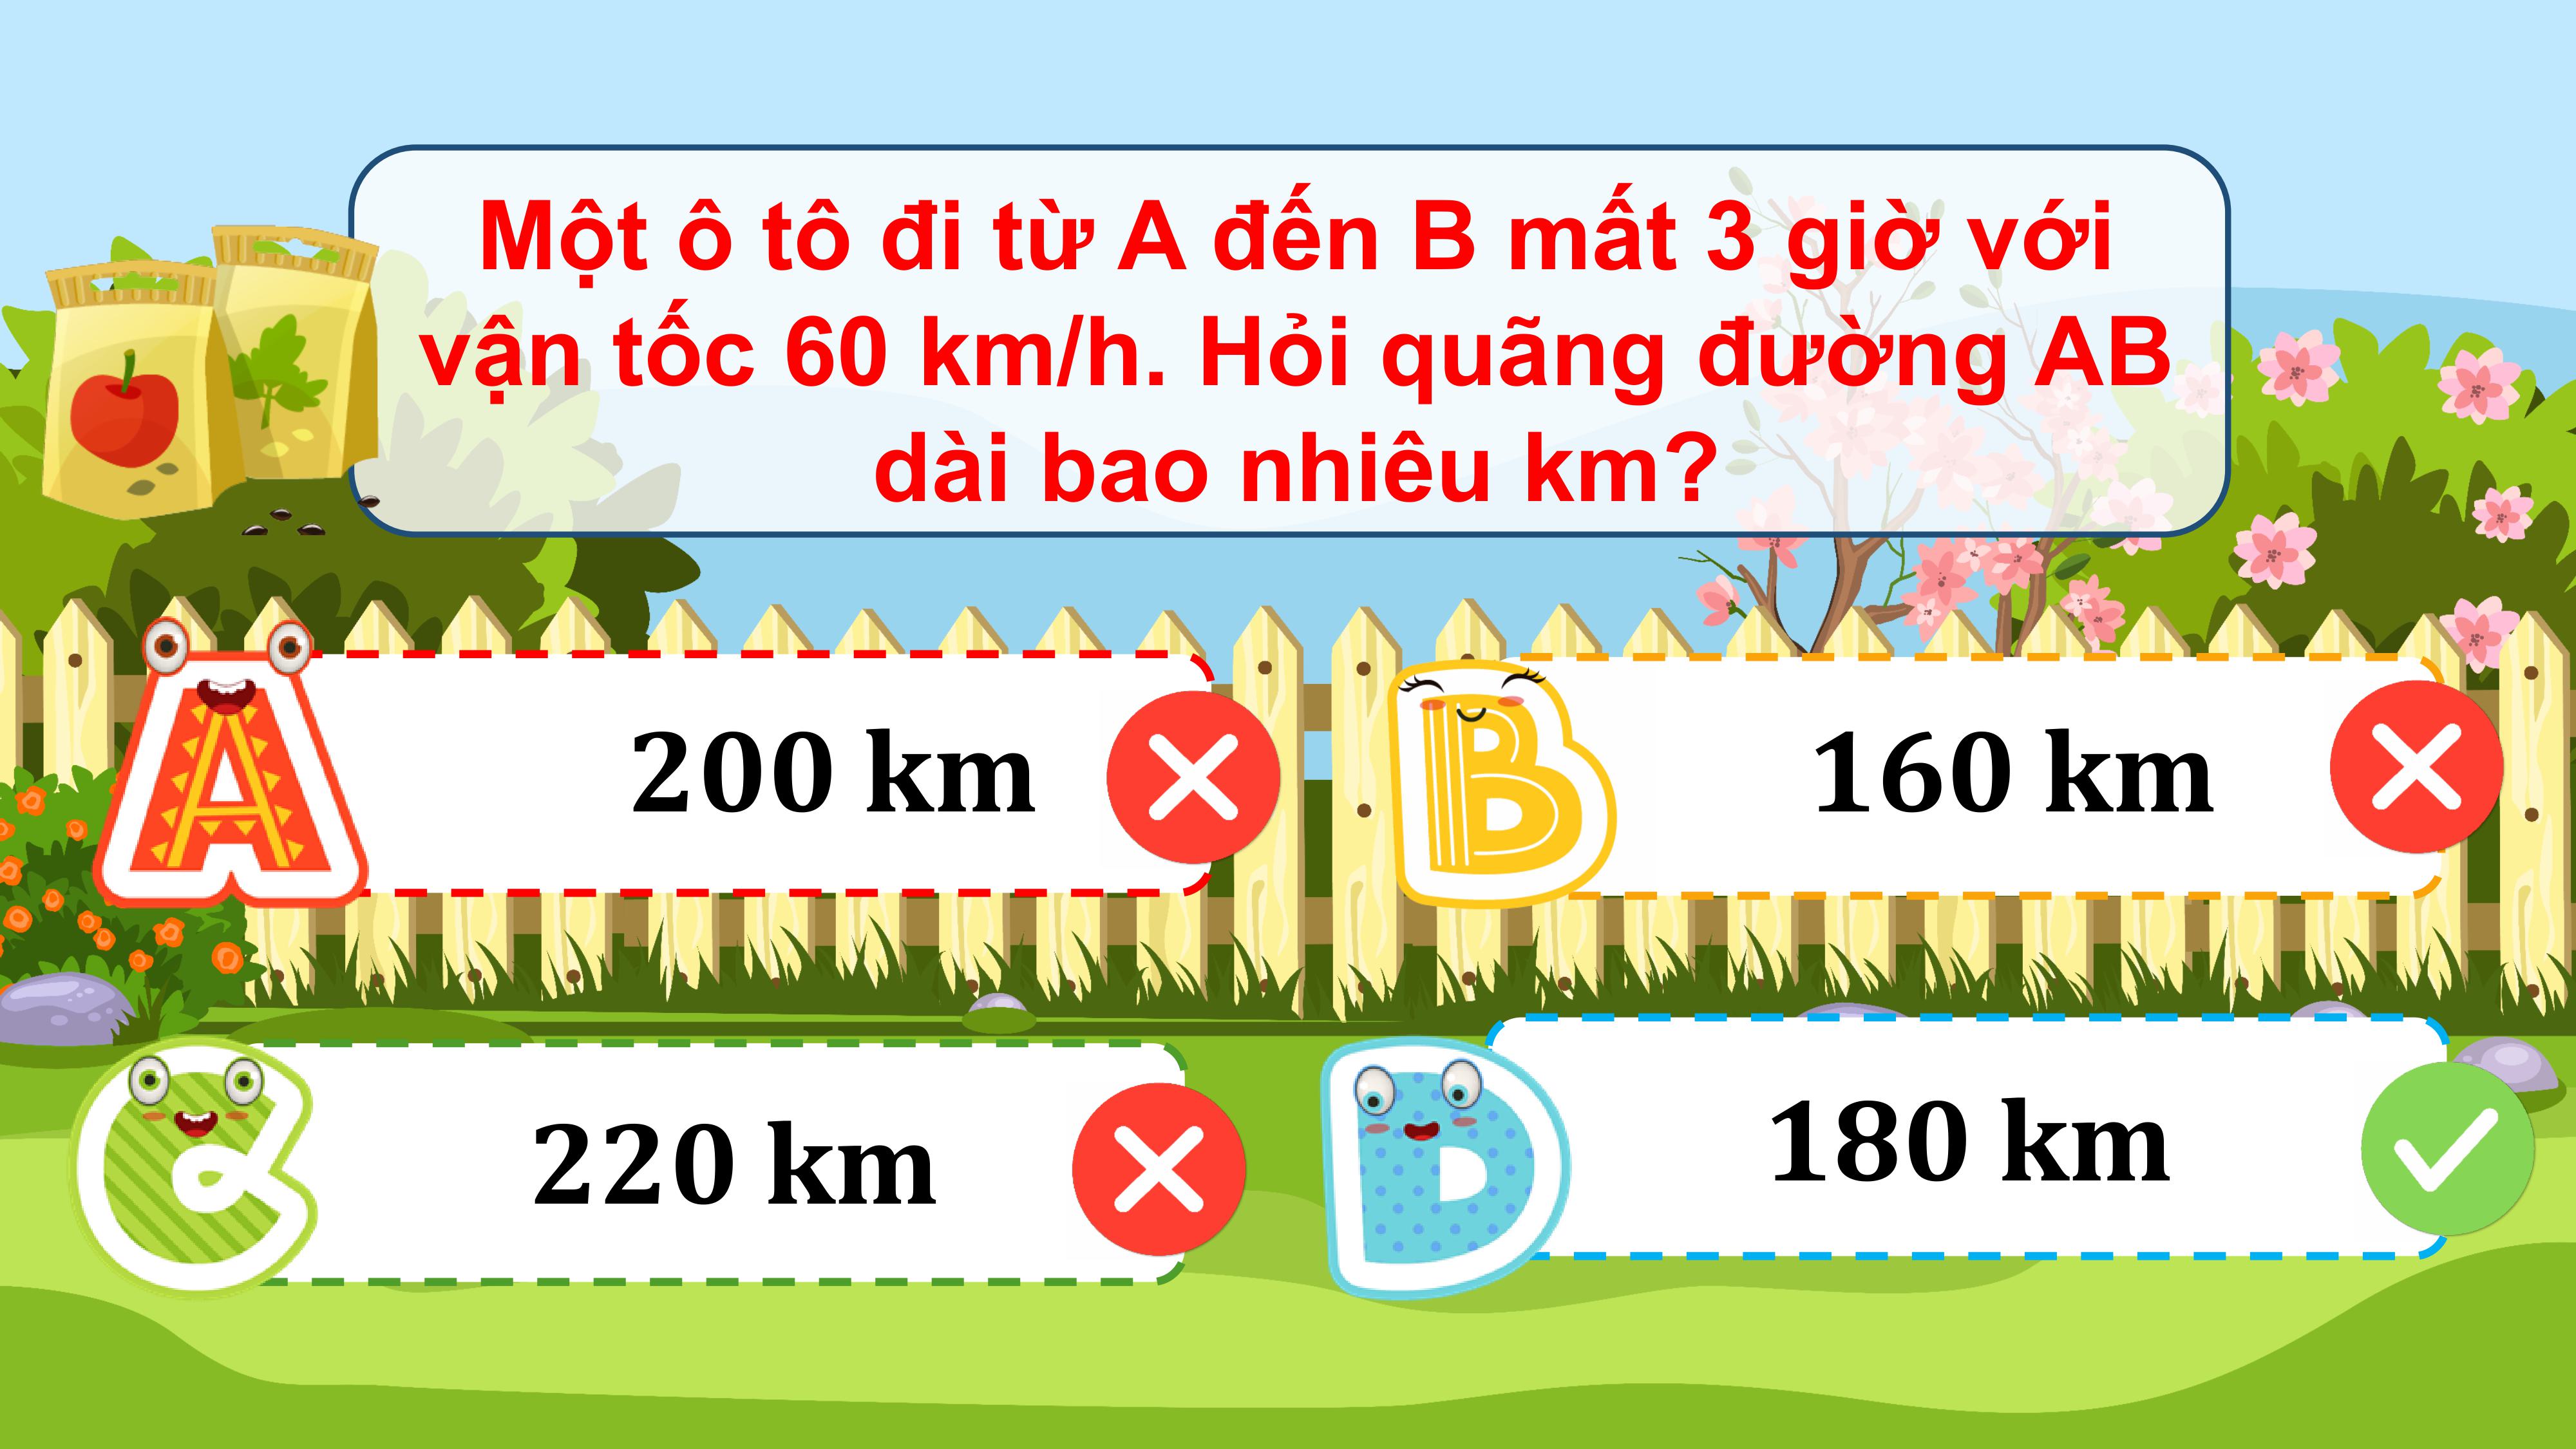 Một ô tô đi từ A đến B mất 3 giờ với
vận tốc 60 km/h. Hỏi quãng đường AB
dài bao nhiêu km?
A 200 km
B 160 km
C 220 km
D 180 km